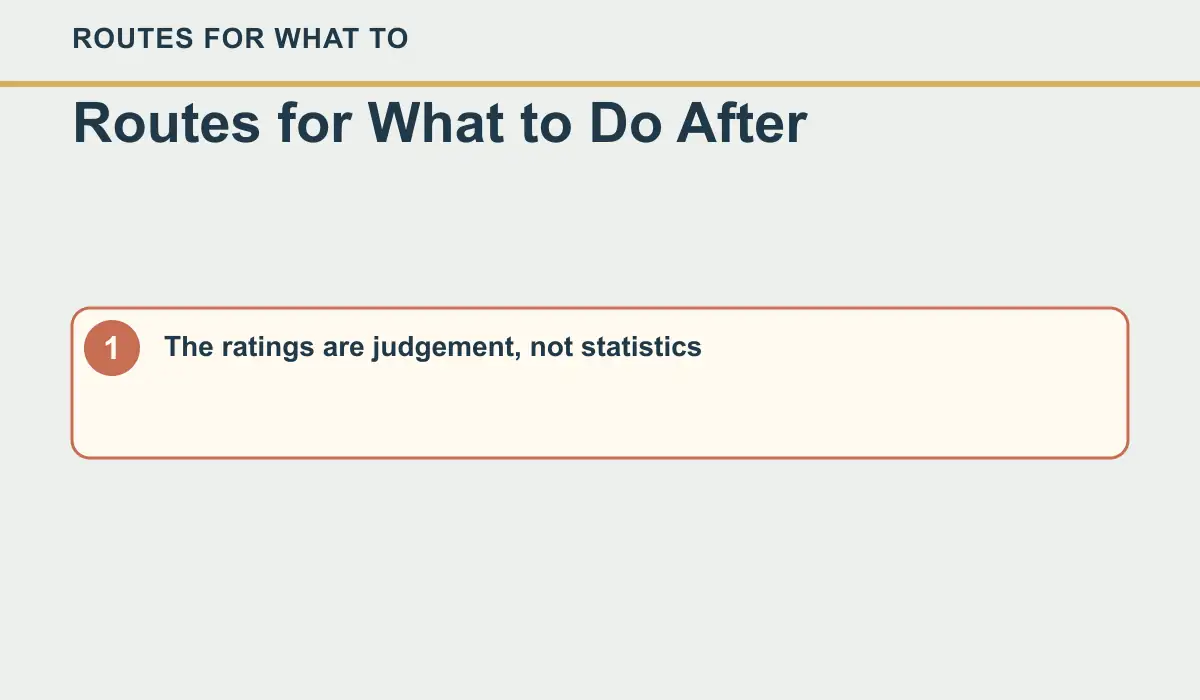 ROUTES FOR WHAT TO
Routes for What to Do After
1 The ratings are judgement, not statistics